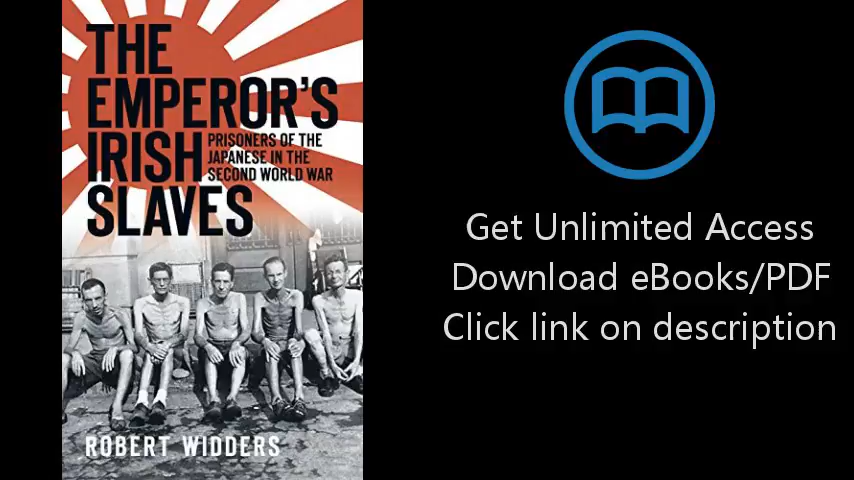 THE
EMPEROR'S
IRISH
SLAVES
PRISONERS OF THE
JAPANESE IN THE
SECOND WORLD WAR
ROBERT WIDDERS
Get Unlimited Access
Download eBooks/PDF
Click link on description